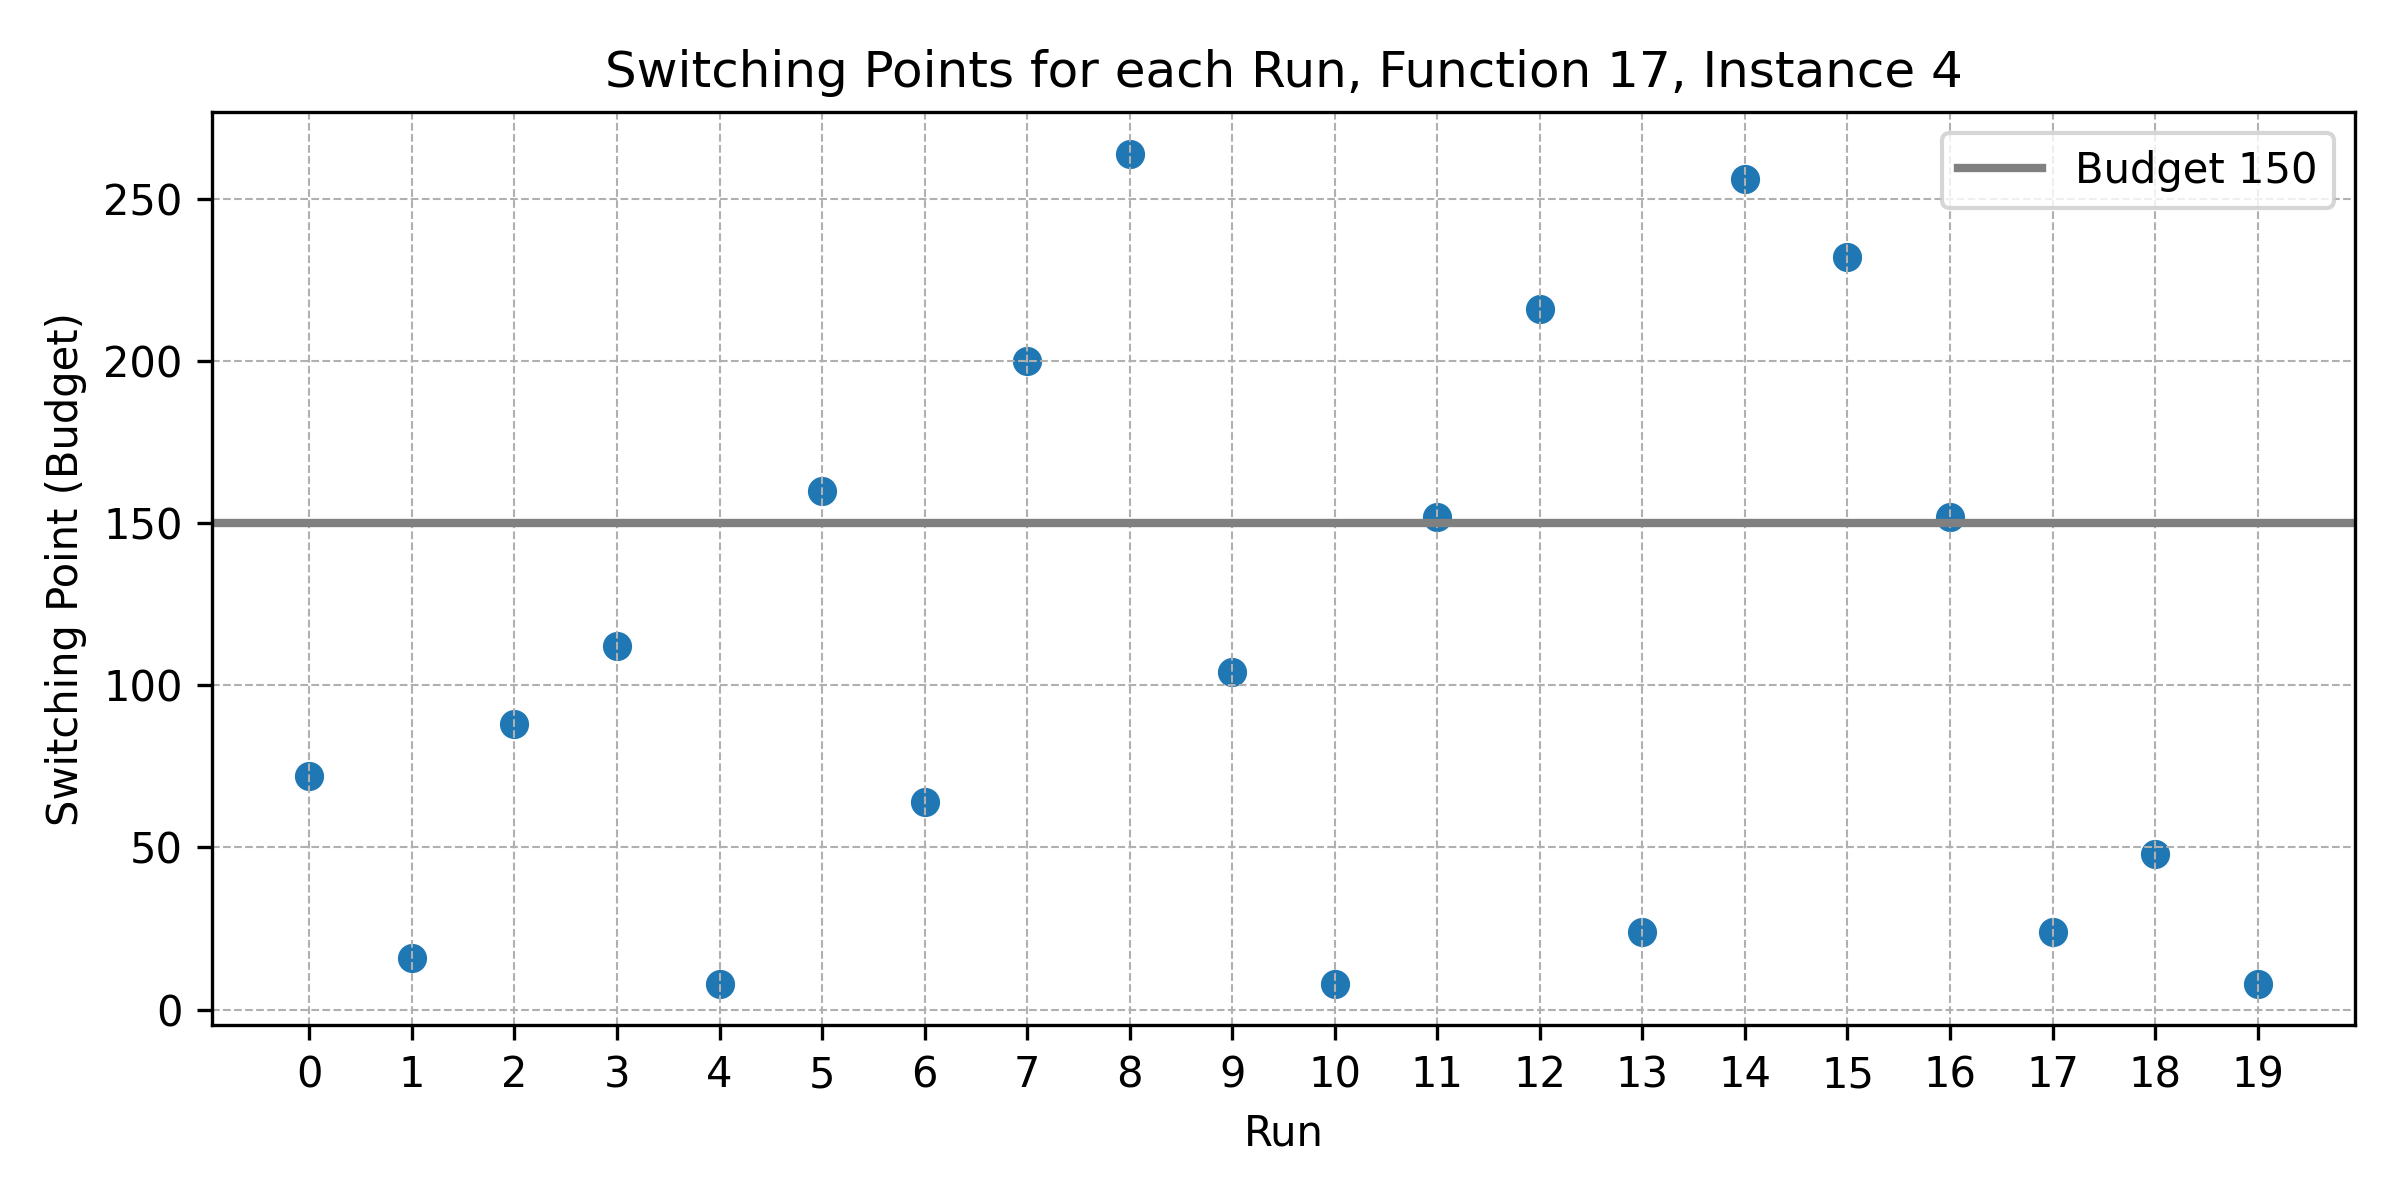 Switching Points for each Run, Function 17, Instance 4
Budget 150
Switching Point (Budget)
250
200
150
100
50
0
0 1 2 3 4 5 6 7 8 9 10 11 12 13 14 15 16 17 18 19
Run